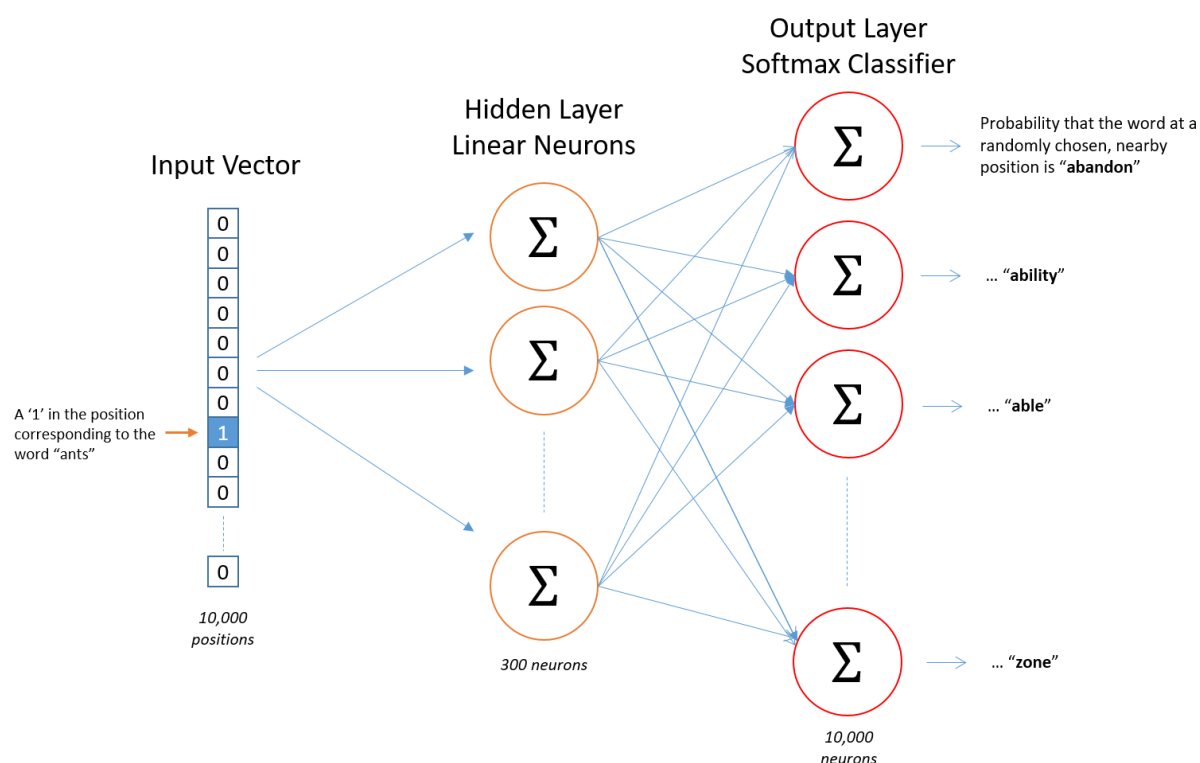 Output Layer
Softmax Classifier
Hidden Layer
Linear Neurons
Input Vector
0
0
0
0
0
0
0
1
0
0
0
A ‘1’ in the position
corresponding to the
word “ants”
10,000
positions
Σ
Σ
Σ
300 neurons
Σ
Σ
Σ
Σ
10,000
neurons
Probability that the word at a
randomly chosen, nearby
position is “abandon”
... “ability”
... “able”
... “zone”